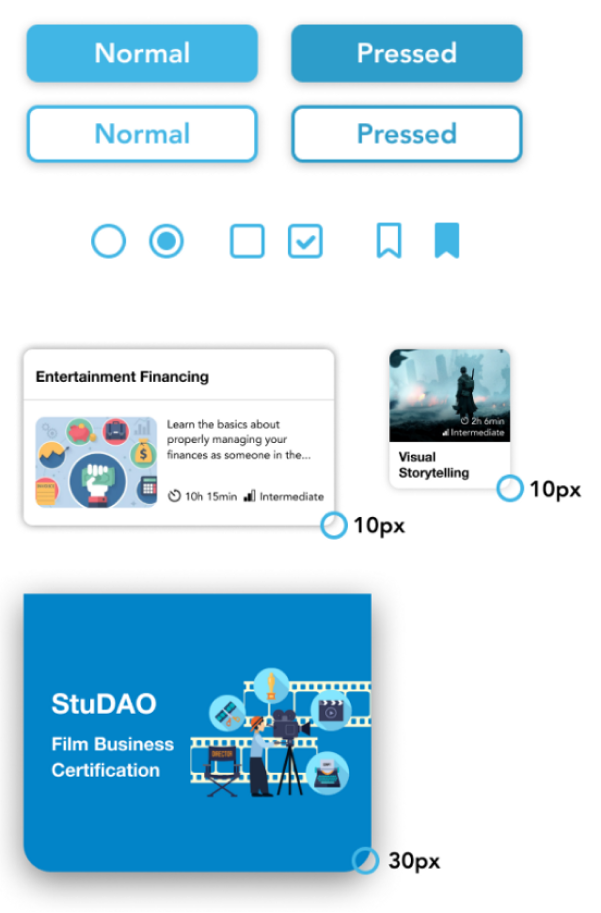 Normal
Pressed
Normal
Pressed
Entertainment Financing
Learn the basics about
properly managing your
finances as someone in the...
10h 15min
Intermediate
2h 6min
Intermediate
Visual
Storytelling
10px
10px
StuDAO
Film Business
Certification
DIRECTOR
30px